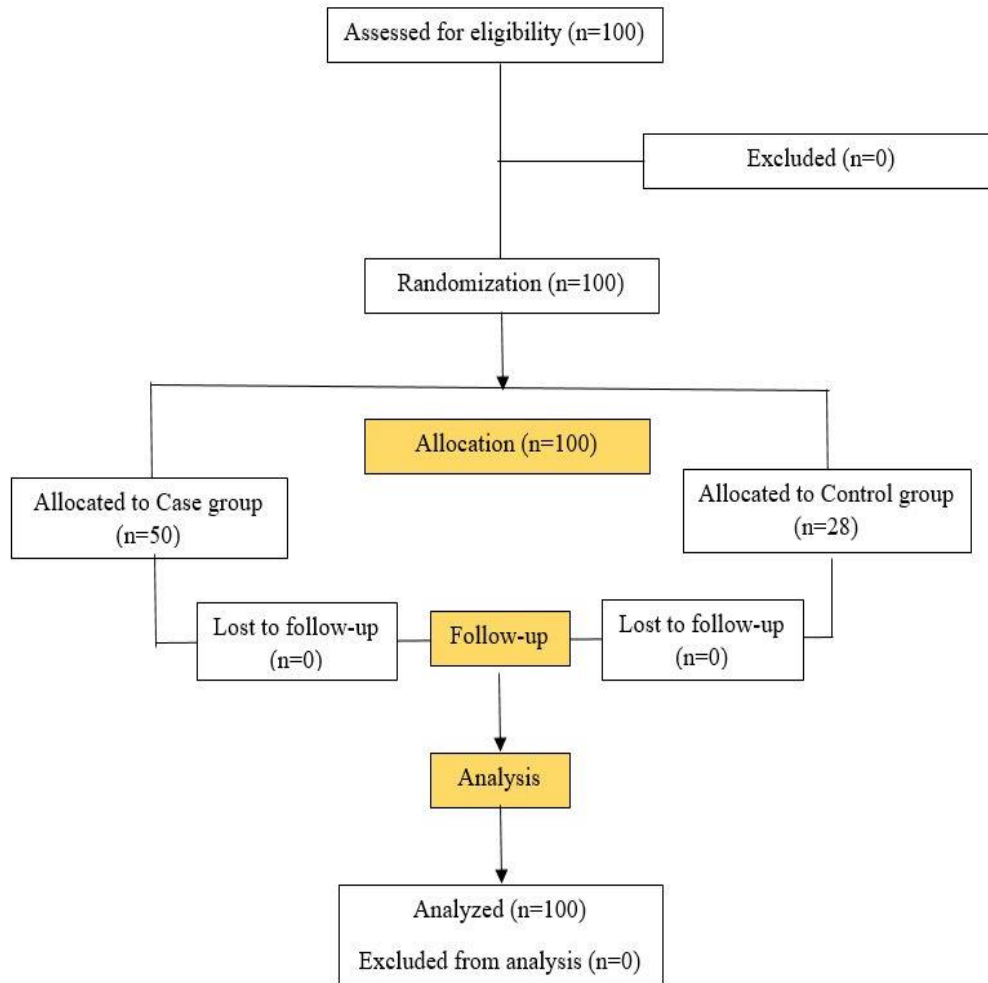 Assessed for eligibility (n=100)
Excluded (n=0)
Randomization (n=100)
Allocation (n=100)
Allocated to Case group
(n=50)
Allocated to Control group
(n=28)
Lost to follow-up
(n=0)
Follow-up
Lost to follow-up
(n=0)
Analysis
Analyzed (n=100)
Excluded from analysis (n=0)